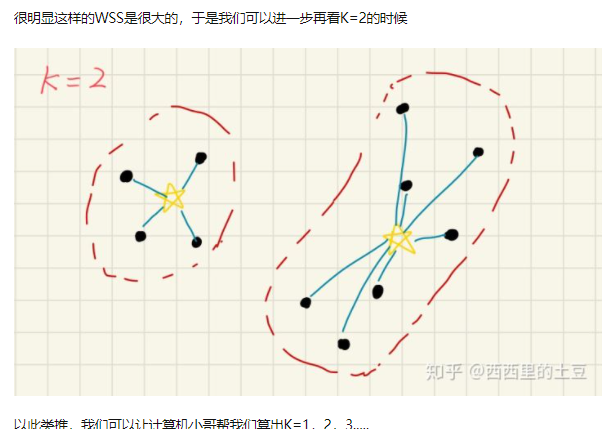 很明显这样的WSS是很大的，于是我们可以进一步再看K=2的时候
K=2
知乎 @西西里的土豆
以此类推，我们可以让计算机小哥帮我们算出K=1，2，3.....